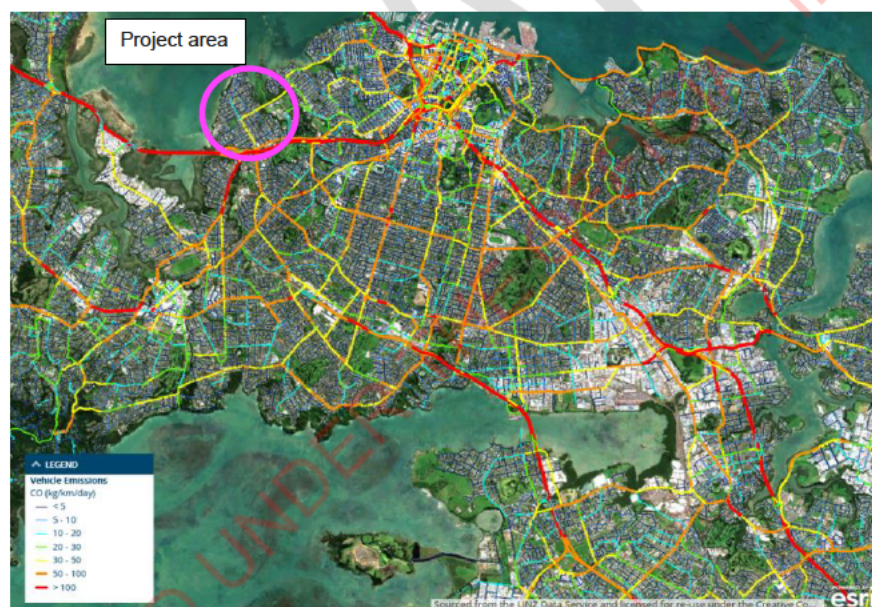 Project area
LEGEND
Vehicle Emissions
CO (kg/km/day)
< 5
5 - 10
10 - 20
20 - 30
30 - 50
50 - 100
> 100
Sourced from the LINZ Data Service and licensed for re-use under the Creative Co...
esri